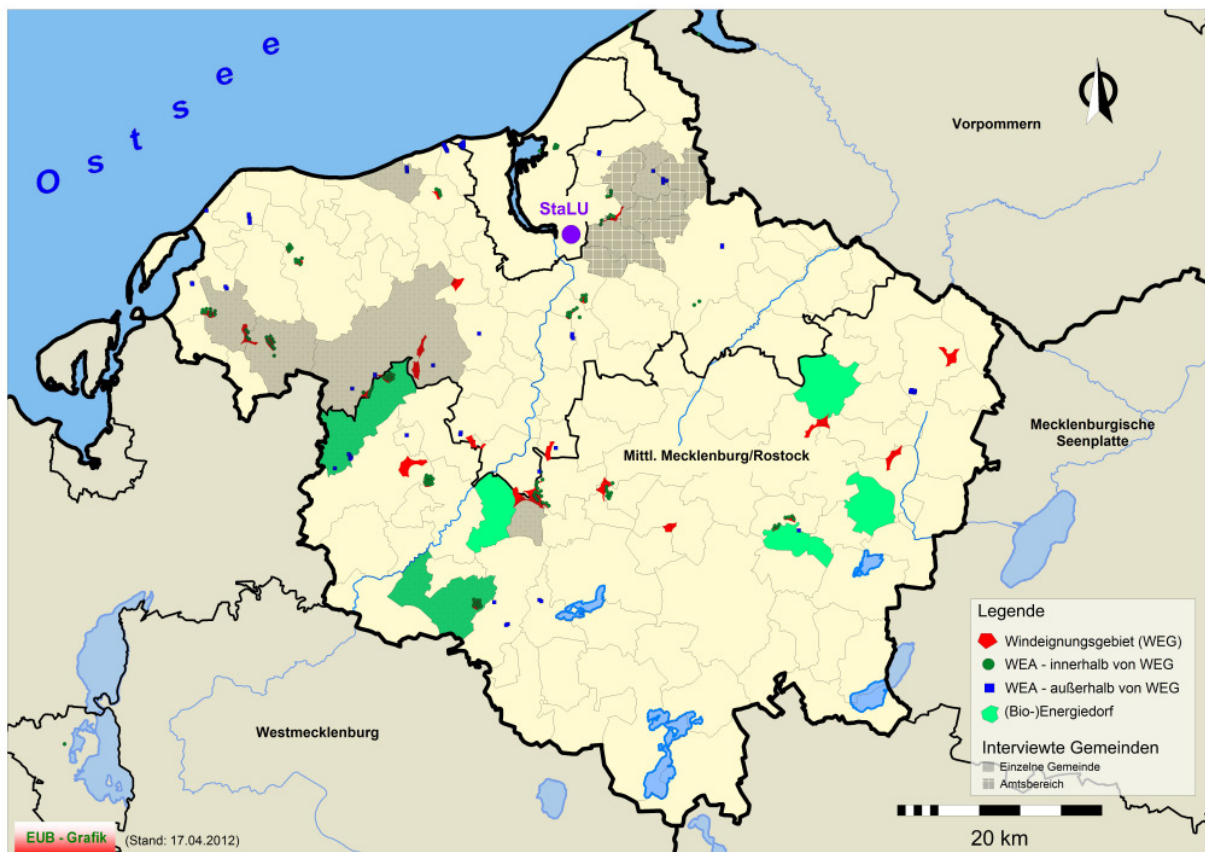 Ostsee
Vorpommern
StaLU
Mecklenburgische
Seenplatte
Mittl. Mecklenburg/Rostock
Westmecklenburg
Legende
Windeignungsgebiet (WEG)
WEA - innerhalb von WEG
WEA - außerhalb von WEG
(Bio-)Energiedorf
Interviewte Gemeinden
Einzelne Gemeinde
Amtsbereich
20 km
EUB - Grafik (Stand: 17.04.2012)